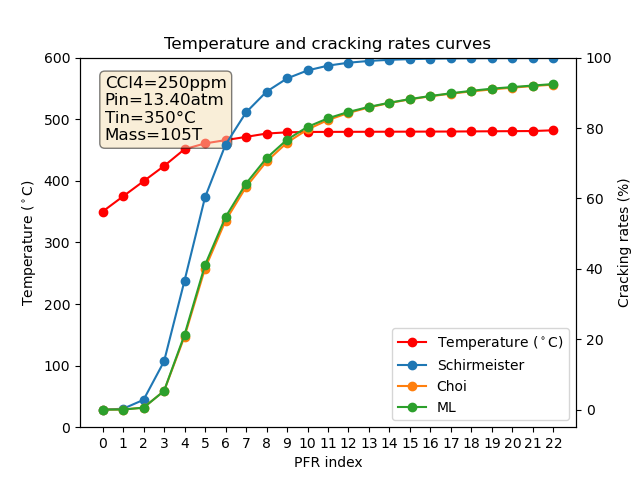 Temperature and cracking rates curves
CCl4=250ppm
Pin=13.40atm
Tin=350°C
Mass=105T
Temperature (°C)
600
500
400
300
200
100
0
100
80
60
40
20
0
Cracking rates (%)
Temperature (°C)
Schirmeister
Choi
ML
0 1 2 3 4 5 6 7 8 9 10 11 12 13 14 15 16 17 18 19 20 21 22
PFR index